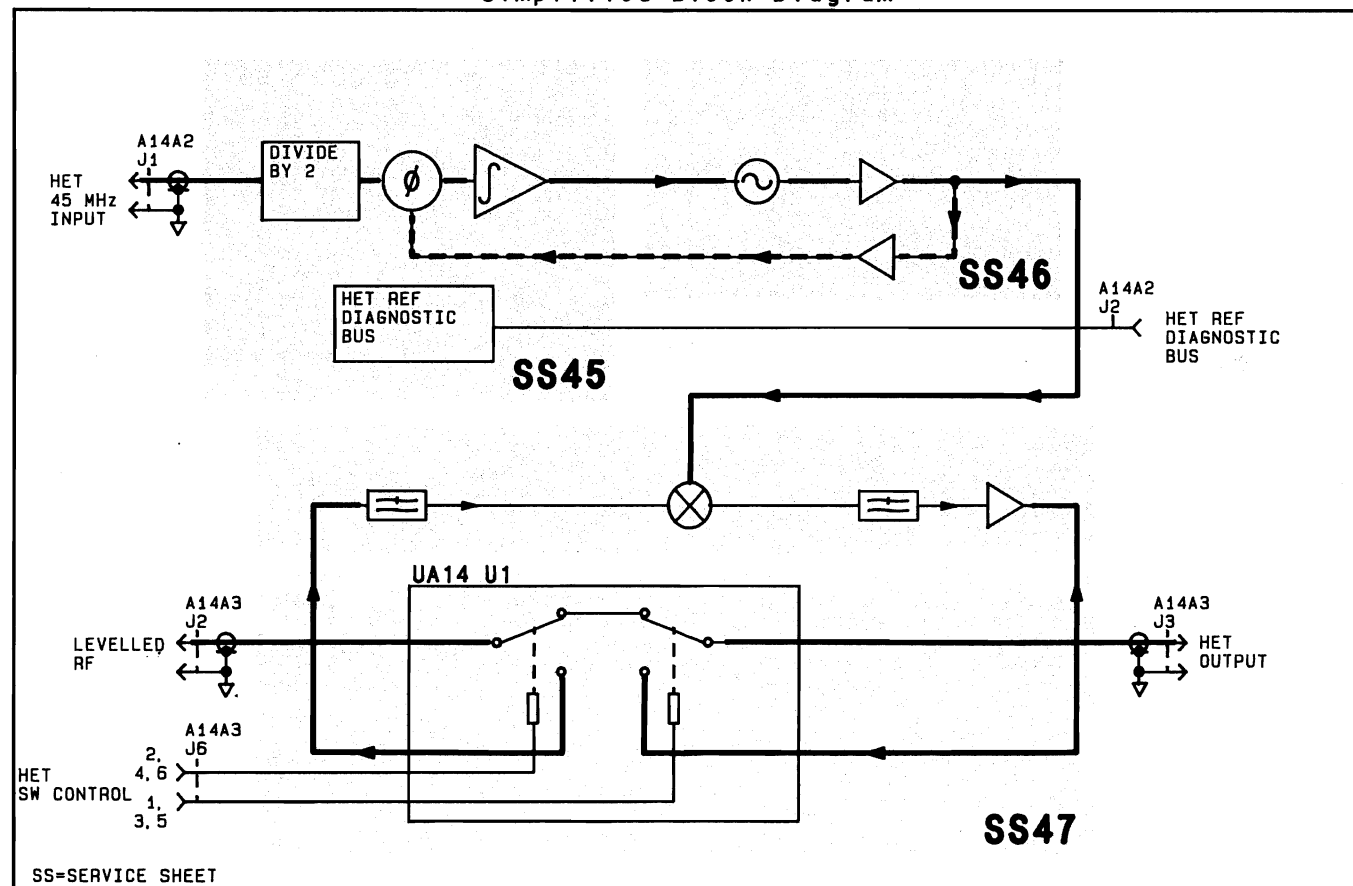 Simplified Block Diagram
A14A2
J1
HET
45 MHz
INPUT
DIVIDE
BY 2
ϕ
∫
SS46
HET REF
DIAGNOSTIC
BUS
SS45
A14A2
J2
HET REF
DIAGNOSTIC
BUS
UA14 U1
A14A3
J2
LEVELLED
RF
A14A3
J3
HET
OUTPUT
A14A3
J6
HET
SW CONTROL
2,
4,6
1,
3,5
SS47
SS=SERVICE SHEET